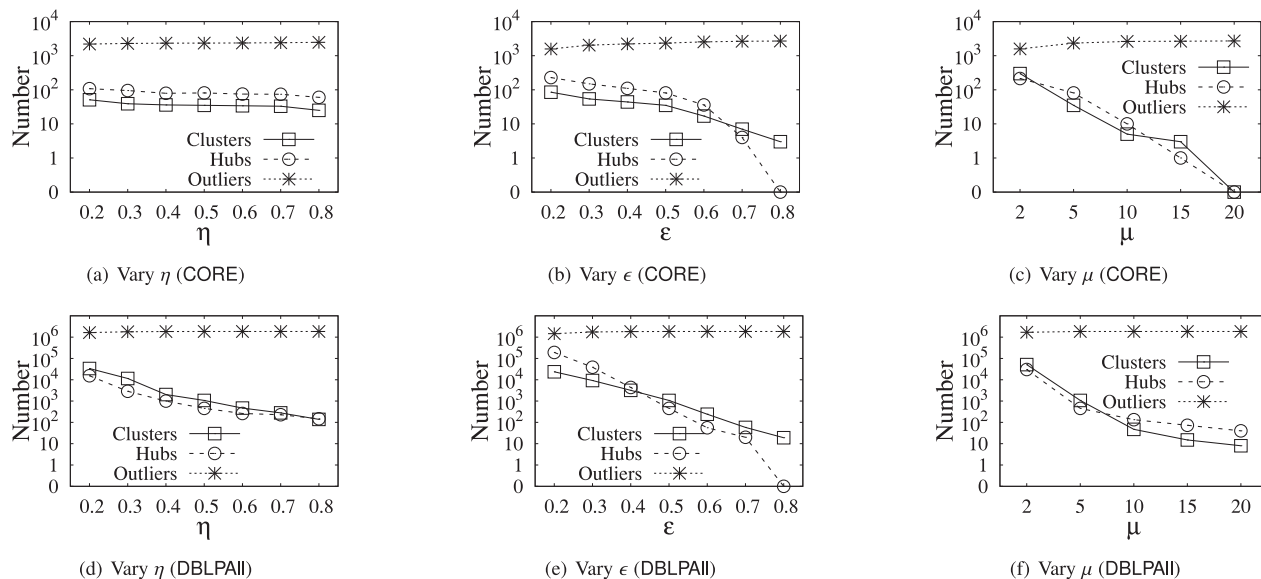 Number
10^4
10^3
10^2
10
1
0
Clusters
Hubs
Outliers
0.2 0.3 0.4 0.5 0.6 0.7 0.8
η
(a) Vary η (CORE)
Number
10^4
10^3
10^2
10
1
0
Clusters
Hubs
Outliers
0.2 0.3 0.4 0.5 0.6 0.7 0.8
ε
(b) Vary ϵ (CORE)
Number
10^4
10^3
10^2
10
1
0
Clusters
Hubs
Outliers
2 5 10 15 20
μ
(c) Vary μ (CORE)
Number
10^6
10^5
10^4
10^3
10^2
10
1
0
Clusters
Hubs
Outliers
0.2 0.3 0.4 0.5 0.6 0.7 0.8
η
(d) Vary η (DBLPAll)
Number
10^6
10^5
10^4
10^3
10^2
10
1
0
Clusters
Hubs
Outliers
0.2 0.3 0.4 0.5 0.6 0.7 0.8
ε
(e) Vary ϵ (DBLPAll)
Number
10^6
10^5
10^4
10^3
10^2
10
1
0
Clusters
Hubs
Outliers
2 5 10 15 20
μ
(f) Vary μ (DBLPAll)